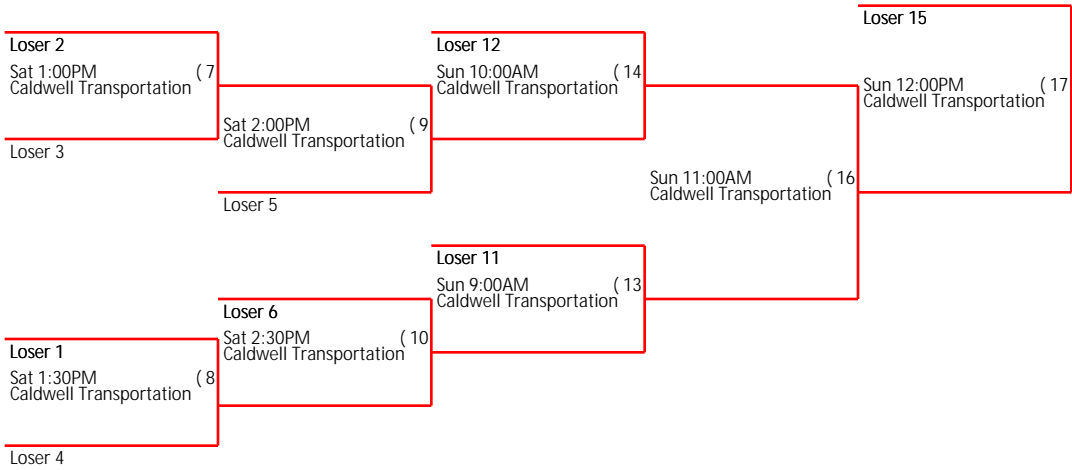 Loser 15
Loser 2
Loser 12
Sat 1:00PM ( 7
Caldwell Transportation
Sun 10:00AM ( 14
Caldwell Transportation
Sun 12:00PM ( 17
Caldwell Transportation
Sat 2:00PM ( 9
Caldwell Transportation
Loser 3
Sun 11:00AM ( 16
Caldwell Transportation
Loser 5
Loser 11
Sun 9:00AM ( 13
Caldwell Transportation
Loser 6
Sat 2:30PM ( 10
Caldwell Transportation
Loser 1
Sat 1:30PM ( 8
Caldwell Transportation
Loser 4